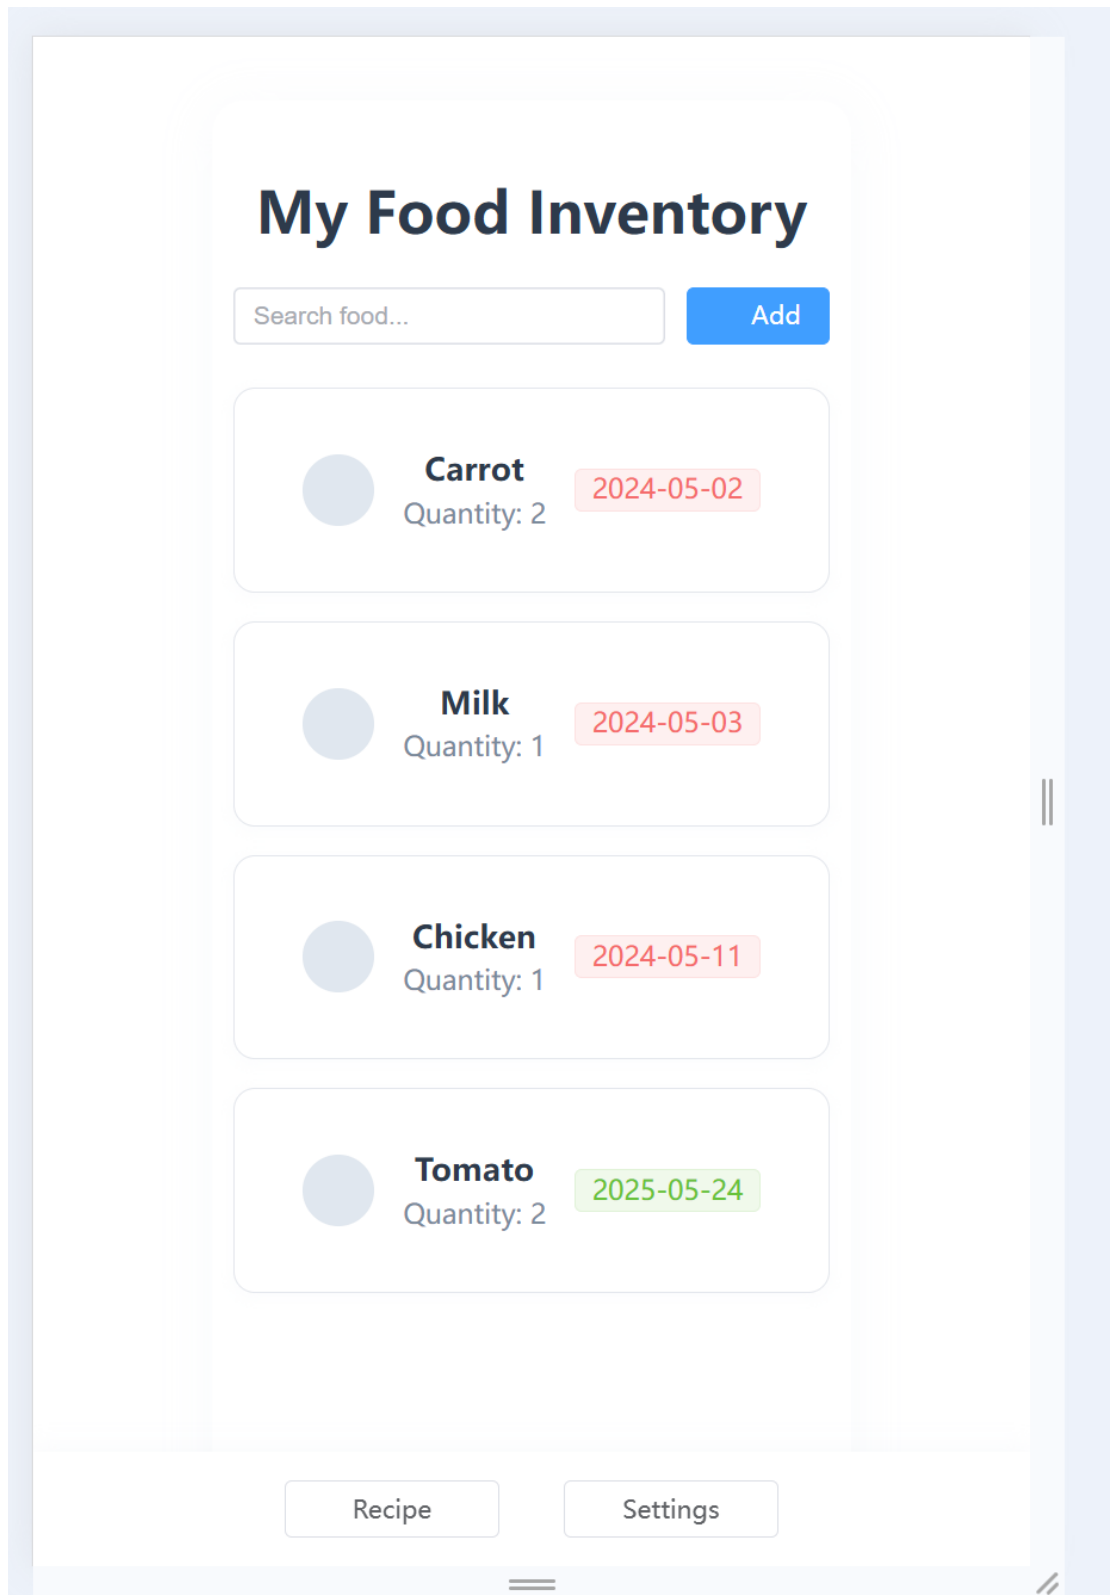 My Food Inventory
Search food...
Add
Carrot
Quantity: 2
2024-05-02
Milk
Quantity: 1
2024-05-03
Chicken
Quantity: 1
2024-05-11
Tomato
Quantity: 2
2025-05-24
Recipe
Settings